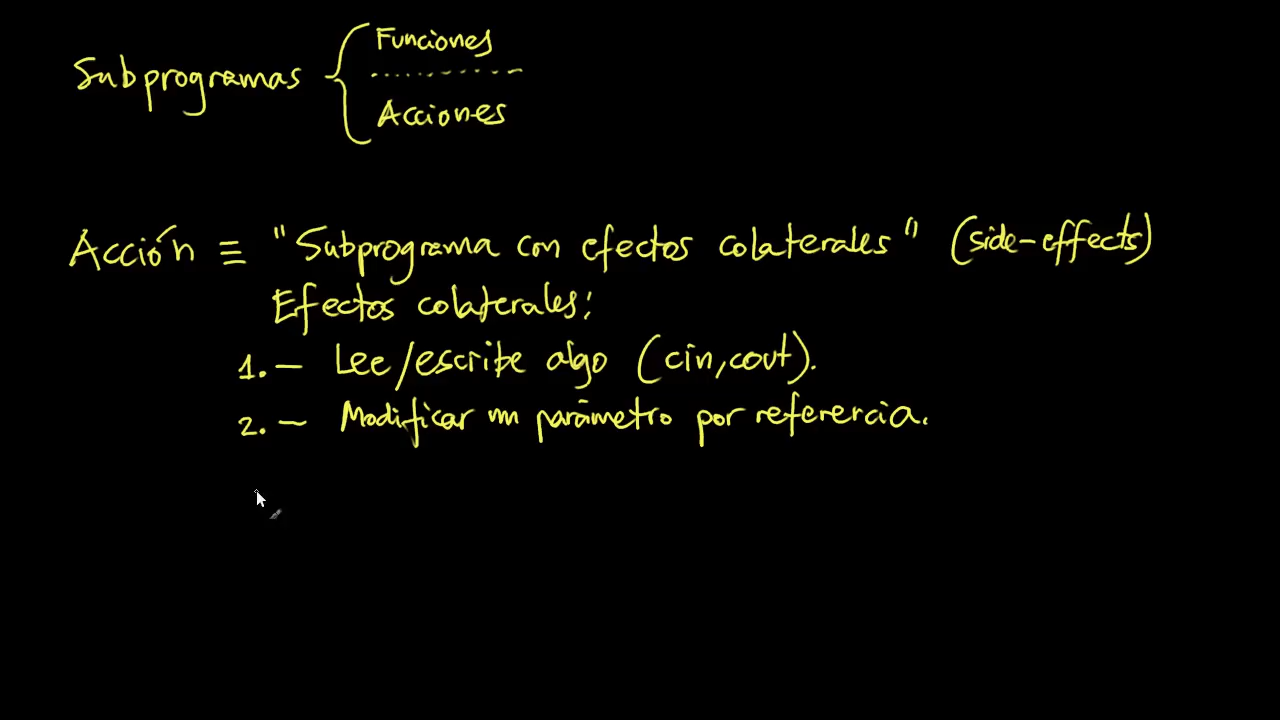 Funciones
Subprogramas
Acciones
Acción ≡ "Subprograma con efectos colaterales" (side-effects)
Efectos colaterales:
1.- Lee/escribe algo (cin, cout).
2.- Modificar un parámetro por referencia.